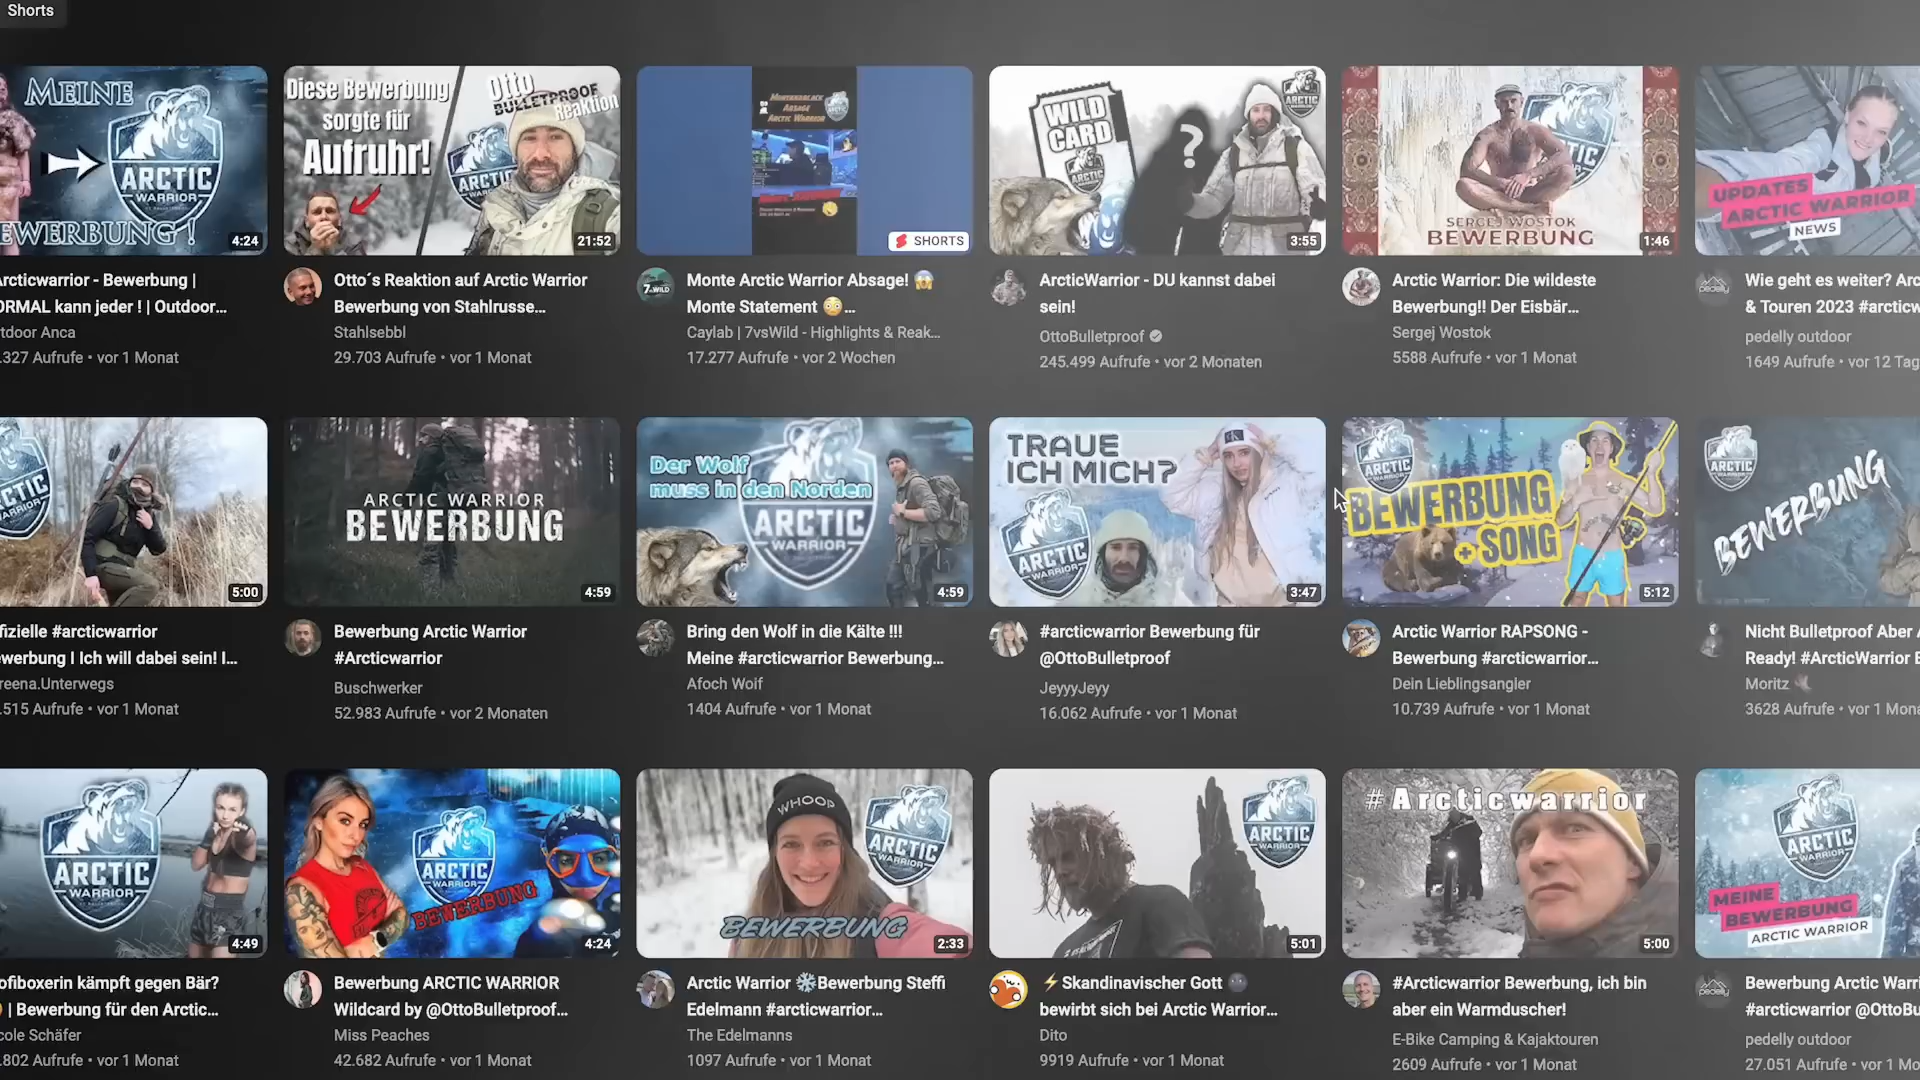 Shorts
MEINE
ARCTIC
WARRIOR
EWERBUNG!
4:24
Diese Bewerbung
sorgte für
Aufruhr!
Otto
BULLETPROOF
Reaktion
ARCTIC
21:52
ARCTIC WARRIOR
SHORTS
WILD
CARD
ARCTIC
?
ARCTIC
3:55
TIC
SERGEJ WOSTOK
BEWERBUNG
1:46
UPDATES
ARCTIC WARRIOR
NEWS
rcticwarrior - Bewerbung |
ORMAL kann jeder ! | Outdoor...
tdoor Anca
.327 Aufrufe • vor 1 Monat
Otto´s Reaktion auf Arctic Warrior
Bewerbung von Stahlrusse...
Stahlsebbl
29.703 Aufrufe • vor 1 Monat
7vsWILD
Monte Arctic Warrior Absage! 😱
Monte Statement 😳...
Caylab | 7vsWild - Highlights & Reak...
17.277 Aufrufe • vor 2 Wochen
ArcticWarrior - DU kannst dabei
sein!
OttoBulletproof
245.499 Aufrufe • vor 2 Monaten
Arctic Warrior: Die wildeste
Bewerbung!! Der Eisbär...
Sergej Wostok
5588 Aufrufe • vor 1 Monat
pedelly
Wie geht es weiter? Arc
& Touren 2023 #arcticw
pedelly outdoor
1649 Aufrufe • vor 12 Tag
CTIC
WARRIOR
5:00
ARCTIC WARRIOR
BEWERBUNG
4:59
Der Wolf
muss in den Norden
ARCTIC
WARRIOR
4:59
TRAUE
ICH MICH?
ARCTIC
WARRIOR
3:47
ARCTIC
BEWERBUNG
+ SONG
5:12
ARCTIC
BEWERBUNG
fizielle #arcticwarrior
ewerbung I Ich will dabei sein! I...
reena.Unterwegs
.515 Aufrufe • vor 1 Monat
Bewerbung Arctic Warrior
#Arcticwarrior
Buschwerker
52.983 Aufrufe • vor 2 Monaten
Bring den Wolf in die Kälte !!!
Meine #arcticwarrior Bewerbung...
Afoch Wolf
1404 Aufrufe • vor 1 Monat
#arcticwarrior Bewerbung für
@OttoBulletproof
JeyyyJeyy
16.062 Aufrufe • vor 1 Monat
Arctic Warrior RAPSONG -
Bewerbung #arcticwarrior...
Dein Lieblingsangler
10.739 Aufrufe • vor 1 Monat
Nicht Bulletproof Aber A
Ready! #ArcticWarrior B
Moritz
3628 Aufrufe • vor 1 Mona
ARCTIC
WARRIOR
4:49
ARCTIC
WARRIOR
BEWERBUNG
4:24
WHOOP
ARCTIC
WARRIOR
BEWERBUNG
2:33
ARCTIC
WARRIOR
5:01
#Arcticwarrior
5:00
ARCTIC
WARRIOR
MEINE
BEWERBUNG
ARCTIC WARRIOR
ofiboxerin kämpft gegen Bär?
| Bewerbung für den Arctic...
cole Schäfer
.802 Aufrufe • vor 1 Monat
Bewerbung ARCTIC WARRIOR
Wildcard by @OttoBulletproof...
Miss Peaches
42.682 Aufrufe • vor 1 Monat
Arctic Warrior ❄️Bewerbung Steffi
Edelmann #arcticwarrior...
The Edelmanns
1097 Aufrufe • vor 1 Monat
⚡Skandinavischer Gott 🌚
bewirbt sich bei Arctic Warrior...
Dito
9919 Aufrufe • vor 1 Monat
#Arcticwarrior Bewerbung, ich bin
aber ein Warmduscher!
E-Bike Camping & Kajaktouren
2609 Aufrufe • vor 1 Monat
pedelly
Bewerbung Arctic Warri
#arcticwarrior @OttoBu
pedelly outdoor
27.051 Aufrufe • vor 1 Mo